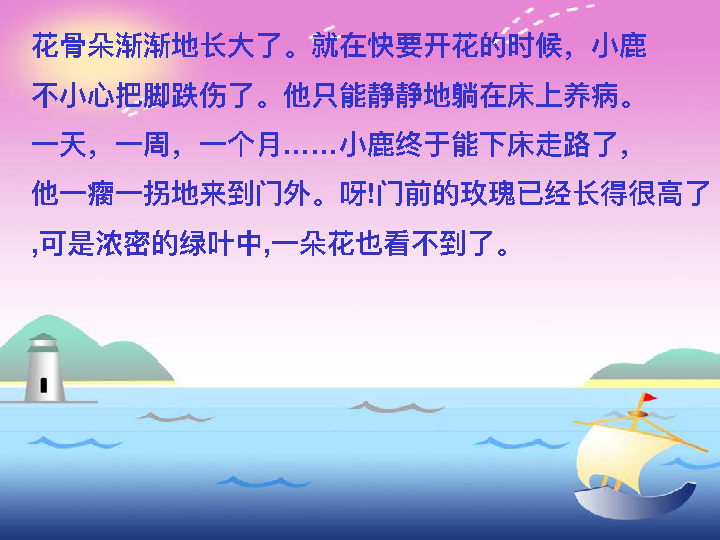 花骨朵渐渐地长大了。就在快要开花的时候，小鹿
不小心把脚跌伤了。他只能静静地躺在床上养病。
一天，一周，一个月……小鹿终于能下床走路了，
他一瘸一拐地来到门外。呀!门前的玫瑰已经长得很高了
,可是浓密的绿叶中,一朵花也看不到了。